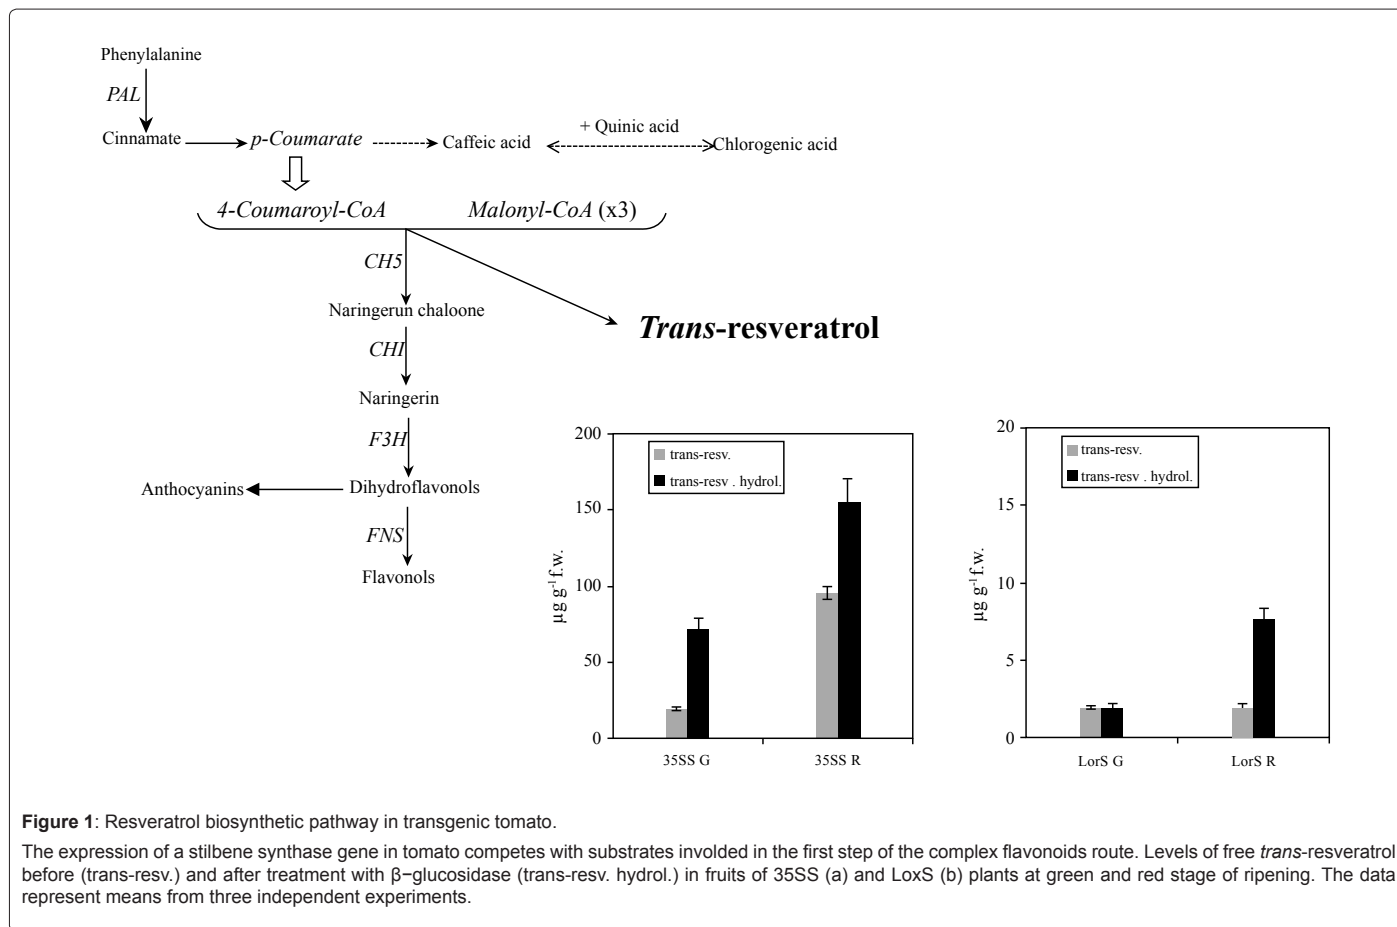 Phenylalanine
PAL
Cinnamate
p-Coumarate
Caffeic acid
+ Quinic acid
Chlorogenic acid
4-Coumaroyl-CoA
Malonyl-CoA (x3)
CH5
Naringerun chaloone
Trans-resveratrol
CHI
Naringerin
F3H
Anthocyanins
Dihydroflavonols
FNS
Flavonols
200
150
100
50
0
µg g-1f.w.
trans-resv.
trans-resv . hydrol.
35SS G
35SS R
20
15
10
5
0
µg g-1f.w.
trans-resv.
trans-resv . hydrol.
LorS G
LorS R
Figure 1: Resveratrol biosynthetic pathway in transgenic tomato.
The expression of a stilbene synthase gene in tomato competes with substrates involded in the first step of the complex flavonoids route. Levels of free trans-resveratrol
before (trans-resv.) and after treatment with β−glucosidase (trans-resv. hydrol.) in fruits of 35SS (a) and LoxS (b) plants at green and red stage of ripening. The data
represent means from three independent experiments.